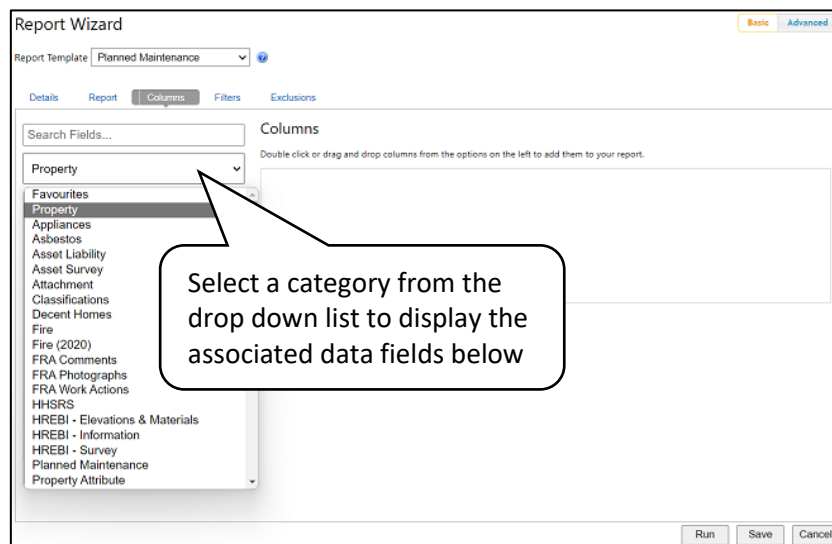 Report Wizard
Basic Advanced
Report Template Planned Maintenance
Details Report Columns Filters Exclusions
Search Fields...
Columns
Double click or drag and drop columns from the options on the left to add them to your report.
Property
Favourites
Property
Appliances
Asbestos
Asset Liability
Asset Survey
Attachment
Classifications
Decent Homes
Fire
Fire (2020)
FRA Comments
FRA Photographs
FRA Work Actions
HHSRS
HREBI - Elevations & Materials
HREBI - Information
HREBI - Survey
Planned Maintenance
Property Attribute
Select a category from the
drop down list to display the
associated data fields below
Run Save Cancel